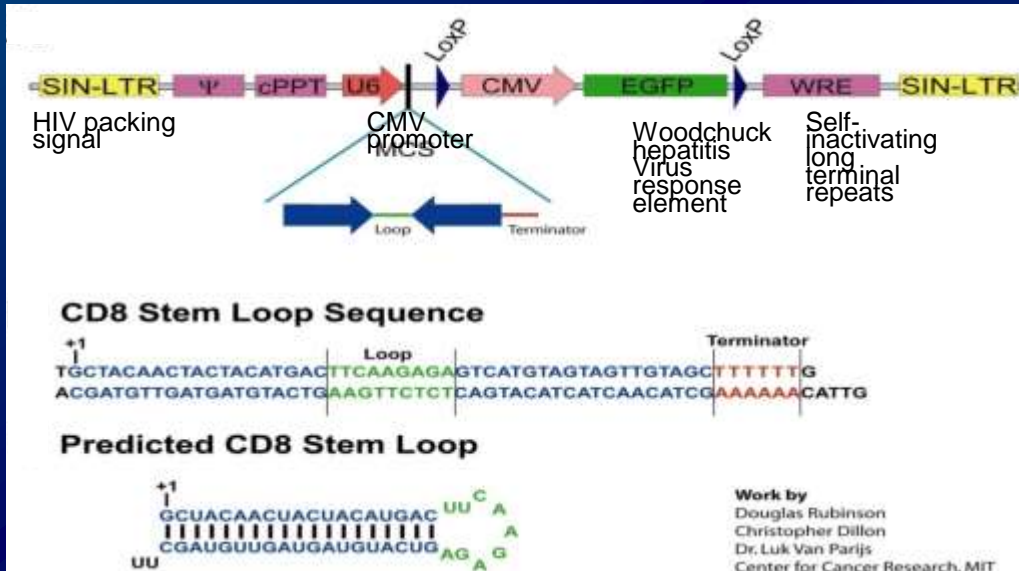 LoxP LoxP
SIN-LTR Ψ cPPT U6 CMV EGFP WRE SIN-LTR
HIV packing
signal
CMV
promoter
MCS
Woodchuck
hepatitis
Virus
response
element
Self-
inactivating
long
terminal
repeats
Loop Terminator
CD8 Stem Loop Sequence
+1 Loop Terminator
TGCTACAACTACTACATGACTTCAAGAGAGTCATGTAGTAGTTGTAGCTTTTTTG
ACGATGTTGATGATGTACTGAAGTTCTCTCAGTACATCATCAACATCGAAAAAACATTG
Predicted CD8 Stem Loop
+1
GCUACAACUACUACAUGAC UUCAAGAGA
CGAUGUUGAUGAUGUACUG
UU
Work by
Douglas Rubinson
Christopher Dillon
Dr. Luk Van Parijs
Center for Cancer Research, MIT